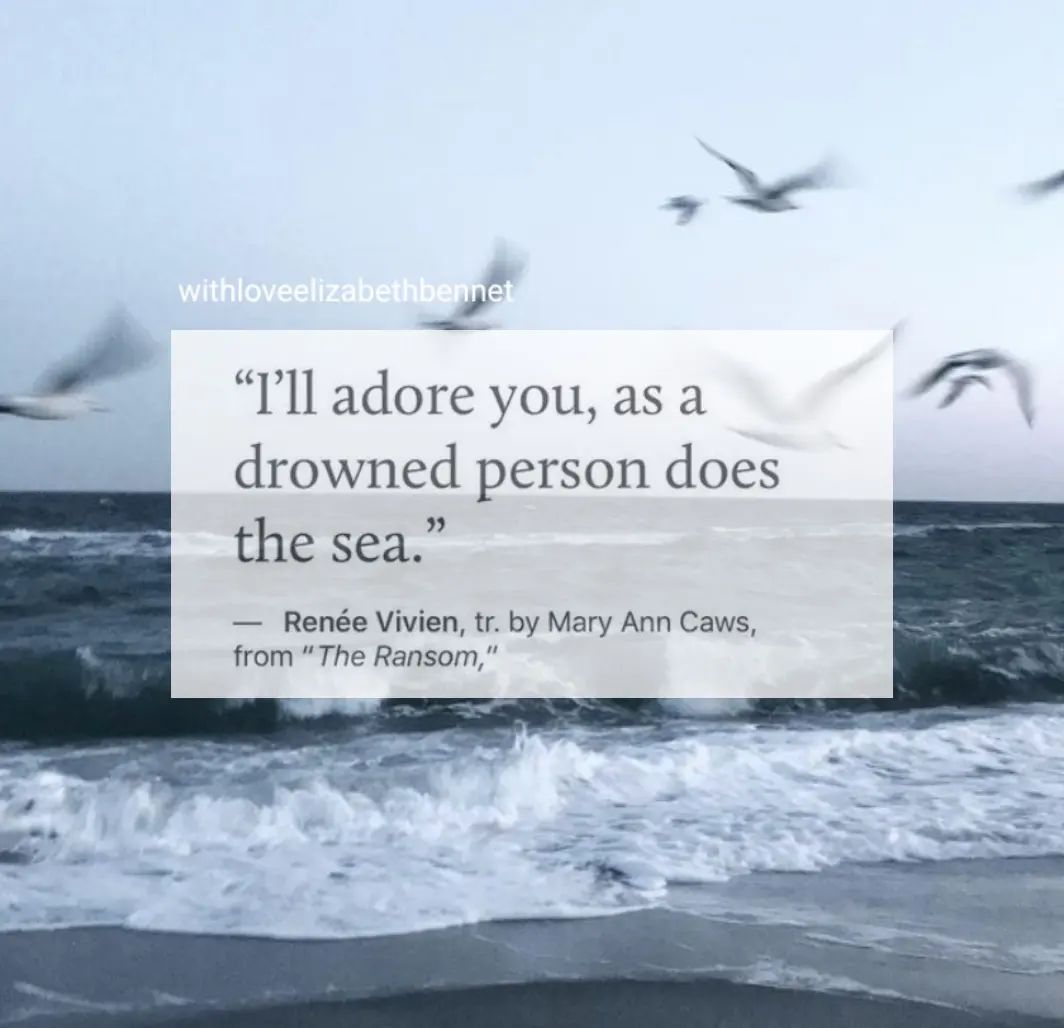 withloveelizabethbennet
“I’ll adore you, as a
drowned person does
the sea.”
— Renée Vivien, tr. by Mary Ann Caws,
from “The Ransom,”